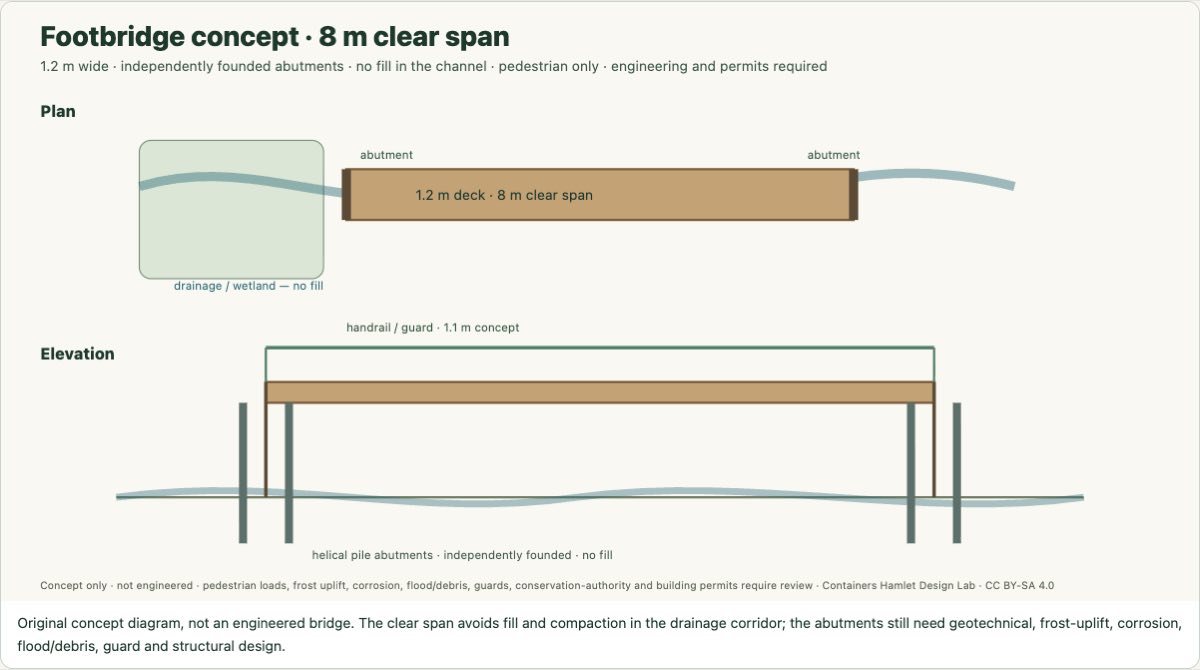 Footbridge concept · 8 m clear span
1.2 m wide · independently founded abutments · no fill in the channel · pedestrian only · engineering and permits required
Plan
abutment
abutment
1.2 m deck · 8 m clear span
drainage / wetland — no fill
handrail / guard · 1.1 m concept
Elevation
helical pile abutments · independently founded · no fill
Concept only · not engineered · pedestrian loads, frost uplift, corrosion, flood/debris, guards, conservation-authority and building permits require review · Containers Hamlet Design Lab · CC BY-SA 4.0
Original concept diagram, not an engineered bridge. The clear span avoids fill and compaction in the drainage corridor; the abutments still need geotechnical, frost-uplift, corrosion,
flood/debris, guard and structural design.